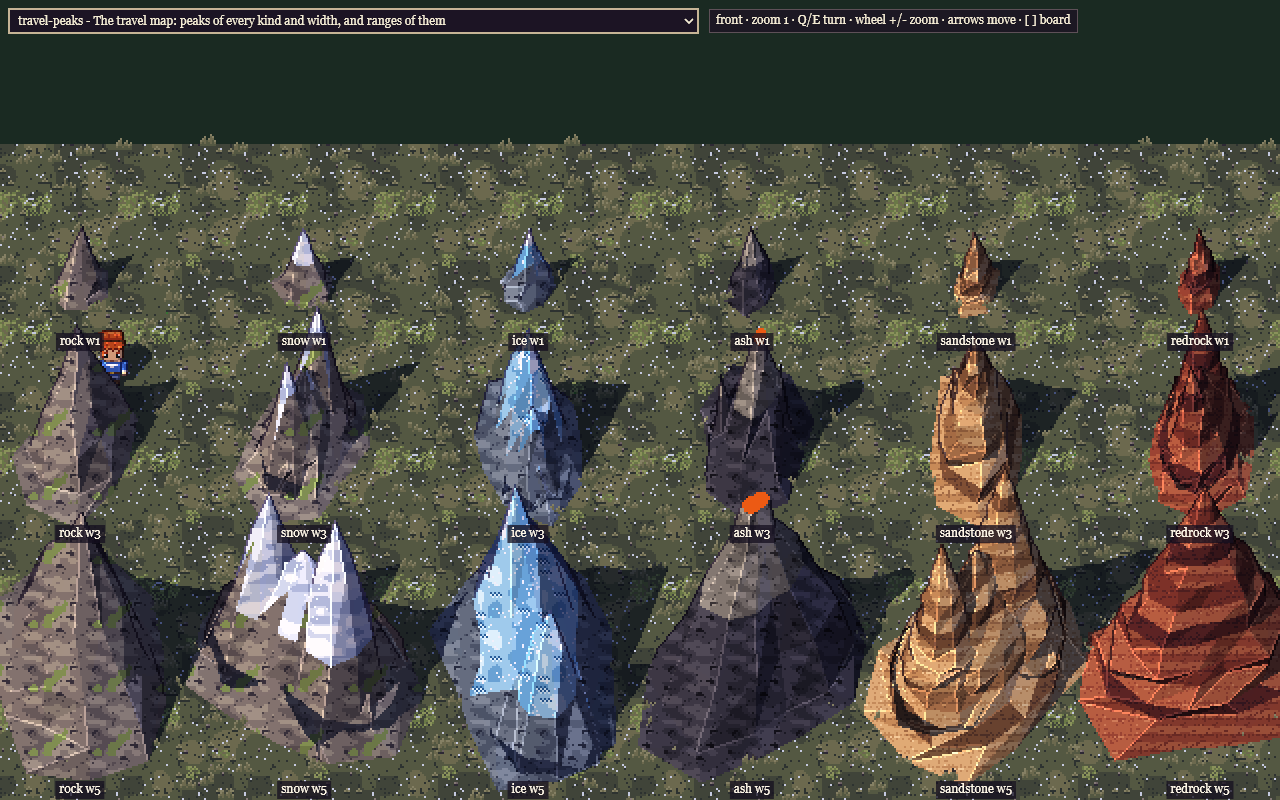 travel-peaks - The travel map: peaks of every kind and width, and ranges of them
front · zoom 1 · Q/E turn · wheel +/- zoom · arrows move · [ ] board
rock w1
snow w1
ice w1
ash w1
sandstone w1
redrock w1
rock w3
snow w3
ice w3
ash w3
sandstone w3
redrock w3
rock w5
snow w5
ice w5
ash w5
sandstone w5
redrock w5